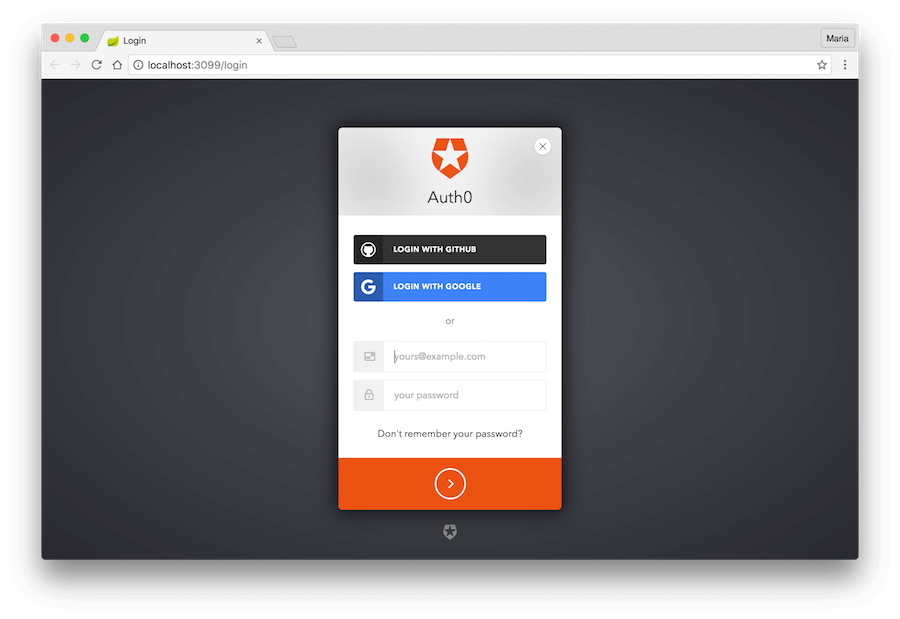 Login
Maria
localhost:3099/login
Auth0
LOGIN WITH GITHUB
G
LOGIN WITH GOOGLE
or
yours@example.com
your password
Don't remember your password?